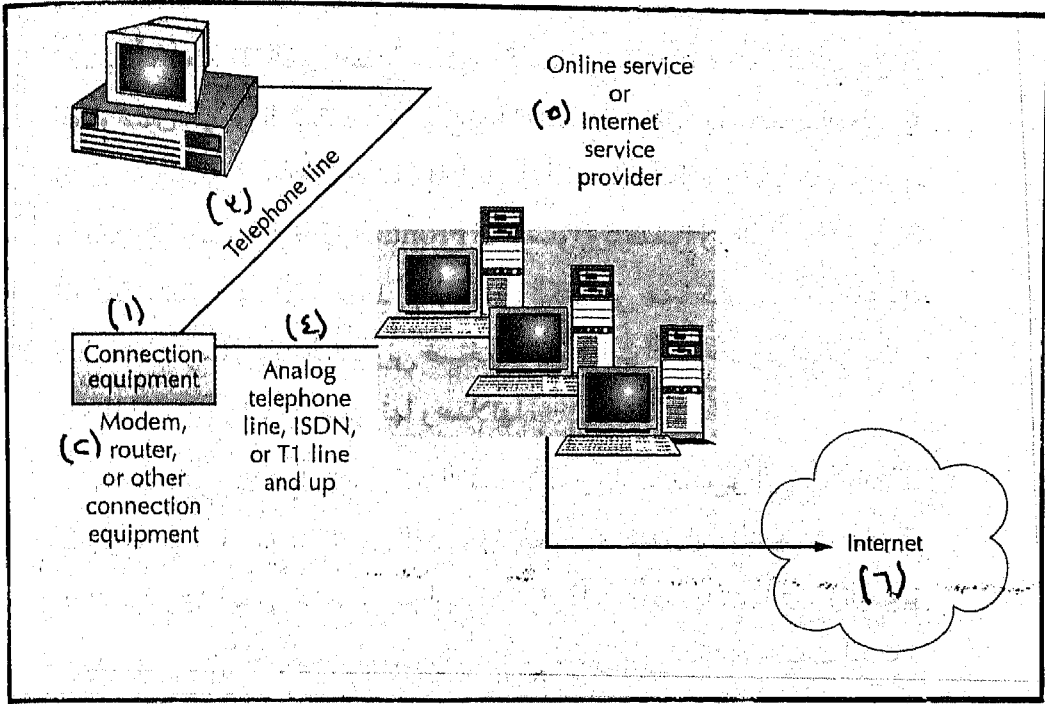 Online service
or
(٥) Internet
service
provider
(٣)
Telephone line
(١)
Connection
equipment
Modem,
(٢) router,
or other
connection
equipment
(٤)
Analog
telephone
line, ISDN,
or T1 line
and up
Internet
(٦)